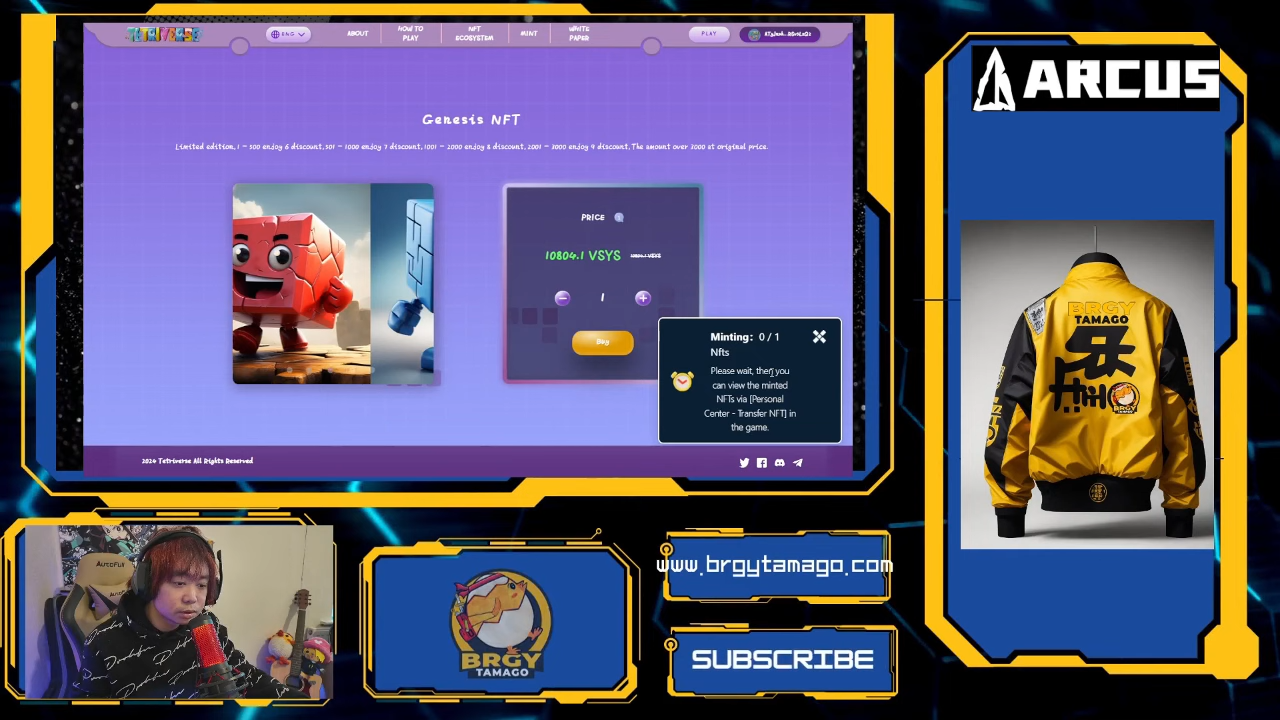 TETRIVERSE
ENG
ABOUT
HOW TO
PLAY
NFT
ECOSYSTEM
MINT
WHITE
PAPER
PLAY
ARCUS
Genesis NFT
Limited edition,1 - 500 enjoy 6 discount,501 - 1000 enjoy 7 discount,1001 - 2000 enjoy 8 discount, 2001 - 3000 enjoy 9 discount,The amount over 3000 at original price.
PRICE
10804.1 VSYS
1
Buy
Minting: 0 / 1
Nfts
Please wait, then you
can view the minted
NFTs via [Personal
Center - Transfer NFT] in
the game.
2024 Tetriverse All Rights Reserved
BRGY
TAMAGO
BRGY
AUTOFULL
BRGY
TAMAGO
www.brgytamago.com
SUBSCRIBE